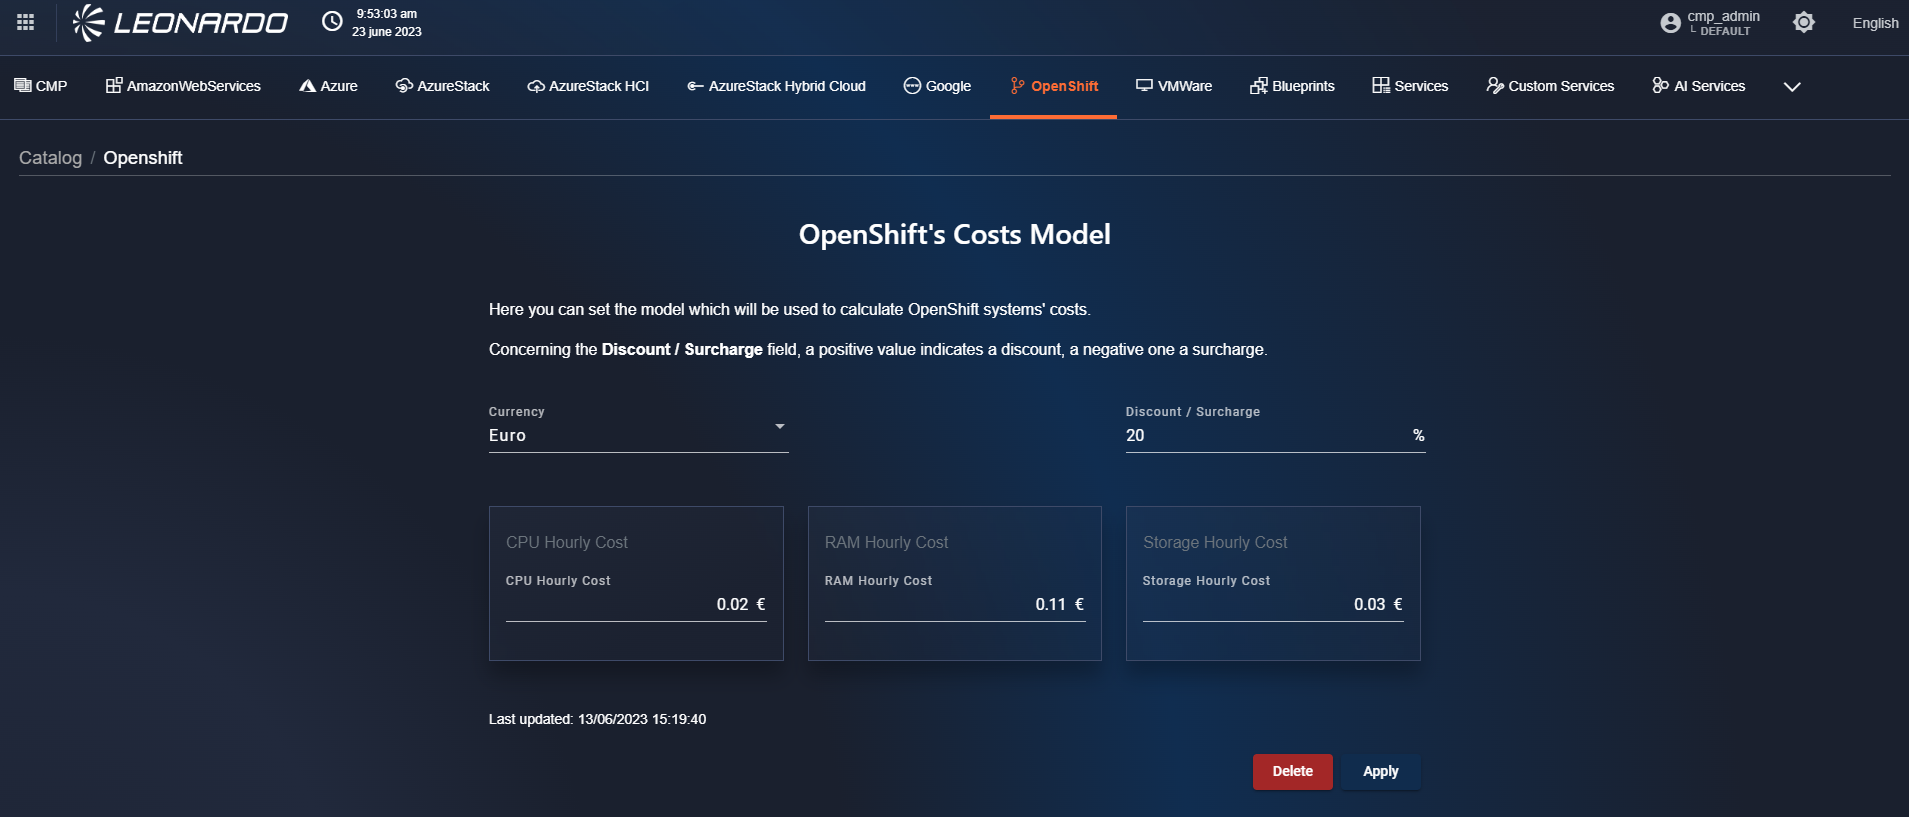 LEONARDO
9:53:03 am
23 june 2023
cmp_admin
└ DEFAULT
English
CMP
AmazonWebServices
Azure
AzureStack
AzureStack HCI
AzureStack Hybrid Cloud
Google
OpenShift
VMWare
Blueprints
Services
Custom Services
AI Services
Catalog / Openshift
OpenShift's Costs Model
Here you can set the model which will be used to calculate OpenShift systems' costs.
Concerning the Discount / Surcharge field, a positive value indicates a discount, a negative one a surcharge.
Currency
Euro
Discount / Surcharge
20 %
CPU Hourly Cost
CPU Hourly Cost
0.02 €
RAM Hourly Cost
RAM Hourly Cost
0.11 €
Storage Hourly Cost
Storage Hourly Cost
0.03 €
Last updated: 13/06/2023 15:19:40
Delete
Apply